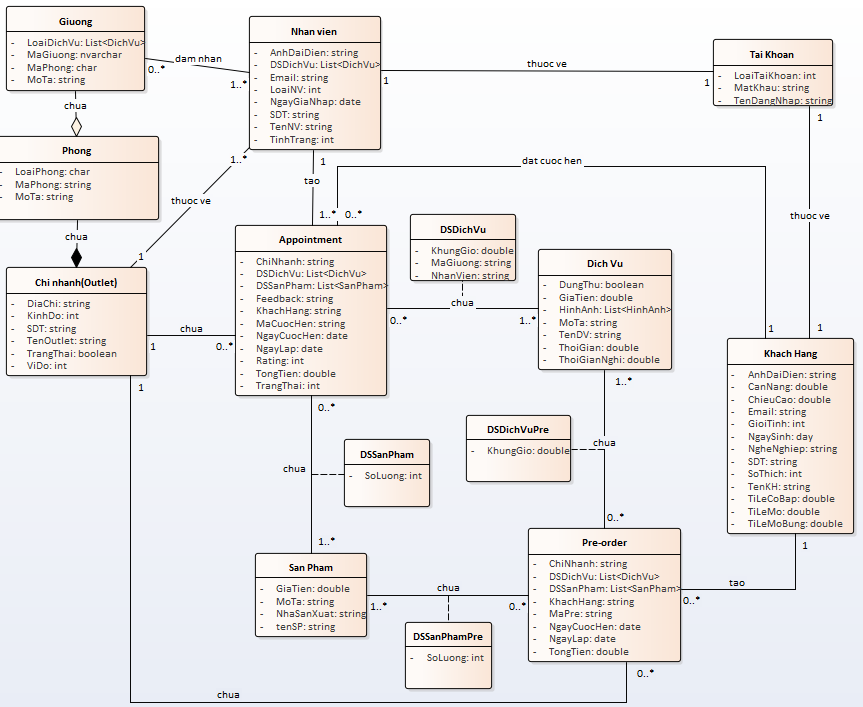 Giuong
- LoaiDichVu: List<DichVu>
- MaGiuong: nvarchar
- MaPhong: char
- MoTa: string
chua
Phong
- LoaiPhong: char
- MaPhong: string
- MoTa: string
chua
Chi nhanh(Outlet)
- DiaChi: string
- KinhDo: int
- SDT: string
- TenOutlet: string
- TrangThai: boolean
- ViDo: int
0..*
dam nhan
1..*
Nhan vien
- AnhDaiDien: string
- DSDichVu: List<DichVu>
- Email: string
- LoaiNV: int
- NgayGiaNhap: date
- SDT: string
- TenNV: string
- TinhTrang: int
1
thuoc ve
1
Tai Khoan
- LoaiTaiKhoan: int
- MatKhau: string
- TenDangNhap: string
1
thuoc ve
1
1..*
thuoc ve
1
1
tao
1..*
0..*
dat cuoc hen
1
Appointment
- ChiNhanh: string
- DSDichVu: List<DichVu>
- DSSanPham: List<SanPham>
- Feedback: string
- KhachHang: string
- MaCuocHen: string
- NgayCuocHen: date
- NgayLap: date
- Rating: int
- TongTien: double
- TrangThai: int
chua
1
0..*
DSDichVu
- KhungGio: double
- MaGiuong: string
- NhanVien: string
chua
0..*
1..*
Dich Vu
- DungThu: boolean
- GiaTien: double
- HinhAnh: List<HinhAnh>
- MoTa: string
- TenDV: string
- ThoiGian: double
- ThoiGianNghi: double
Khach Hang
- AnhDaiDien: string
- CanNang: double
- ChieuCao: double
- Email: string
- GioiTinh: int
- NgaySinh: day
- NgheNghiep: string
- SDT: string
- SoThich: int
- TenKH: string
- TiLeCoBap: double
- TiLeMo: double
- TiLeMoBung: double
1..*
DSDichVuPre
- KhungGio: double
chua
0..*
0..*
chua
DSSanPham
- SoLuong: int
1..*
San Pham
- GiaTien: double
- MoTa: string
- NhaSanXuat: string
- tenSP: string
chua
1..*
0..*
DSSanPhamPre
- SoLuong: int
Pre-order
- ChiNhanh: string
- DSDichVu: List<DichVu>
- DSSanPham: List<SanPham>
- KhachHang: string
- MaPre: string
- NgayCuocHen: date
- NgayLap: date
- TongTien: double
1
tao
0..*
1
chua
0..*